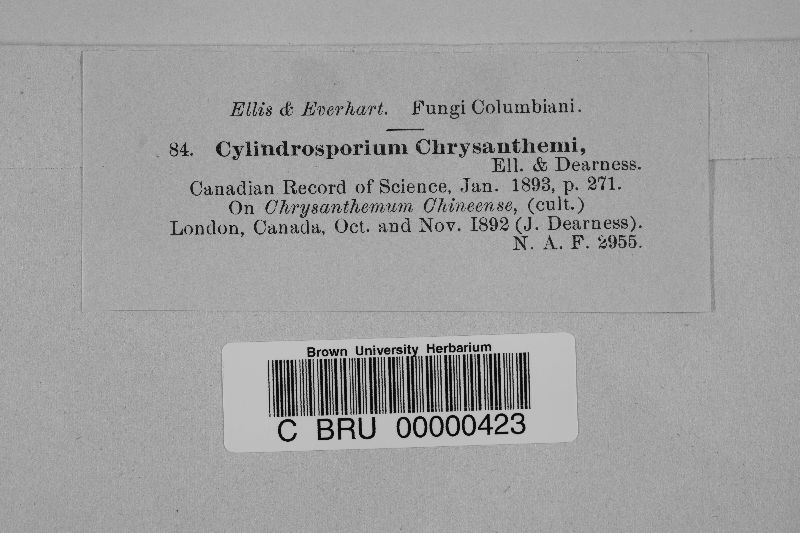 Ellis & Everhart. Fungi Columbiani.
84. Cylindrosporium Chrysanthemi,
Ell. & Dearness.
Canadian Record of Science, Jan. 1893, p. 271.
On Chrysanthemum Chineense, (cult.)
London, Canada, Oct. and Nov. 1892 (J. Dearness).
N. A. F. 2955.
Brown University Herbarium
C BRU 00000423